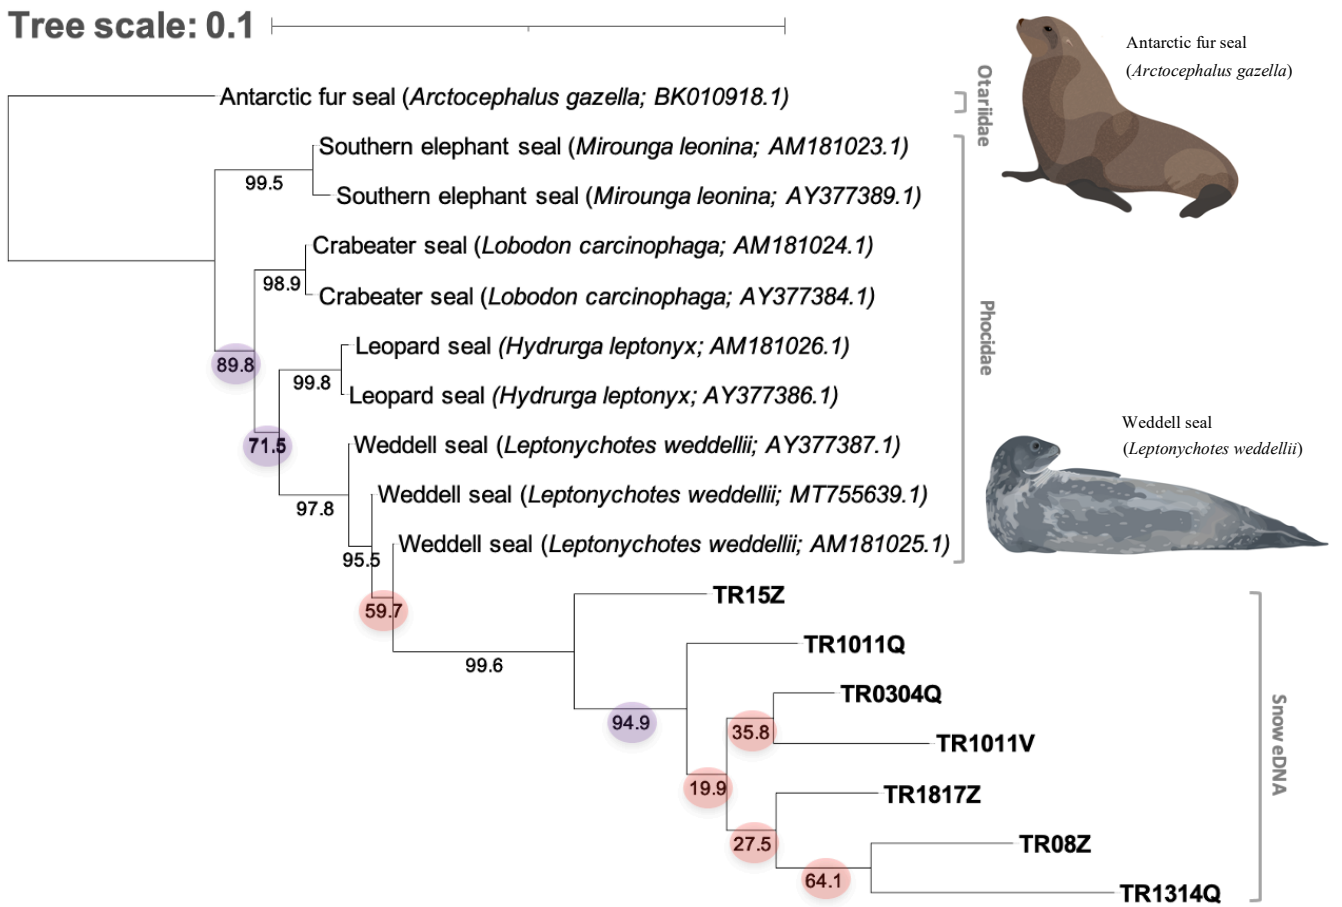 Tree scale: 0.1
Antarctic fur seal
(Arctocephalus gazella)
Otariidae
Antarctic fur seal (Arctocephalus gazella; BK010918.1)
Southern elephant seal (Mirounga leonina; AM181023.1)
99.5
Southern elephant seal (Mirounga leonina; AY377389.1)
Crabeater seal (Lobodon carcinophaga; AM181024.1)
98.9
Crabeater seal (Lobodon carcinophaga; AY377384.1)
Phocidae
Leopard seal (Hydrurga leptonyx; AM181026.1)
89.8
99.8
Leopard seal (Hydrurga leptonyx; AY377386.1)
Weddell seal
(Leptonychotes weddellii)
71.5
Weddell seal (Leptonychotes weddellii; AY377387.1)
Weddell seal (Leptonychotes weddellii; MT755639.1)
97.8
Weddell seal (Leptonychotes weddellii; AM181025.1)
95.5
TR15Z
59.7
TR1011Q
99.6
TR0304Q
94.9
35.8
TR1011V
Snow eDNA
19.9
TR1817Z
27.5
TR08Z
64.1
TR1314Q